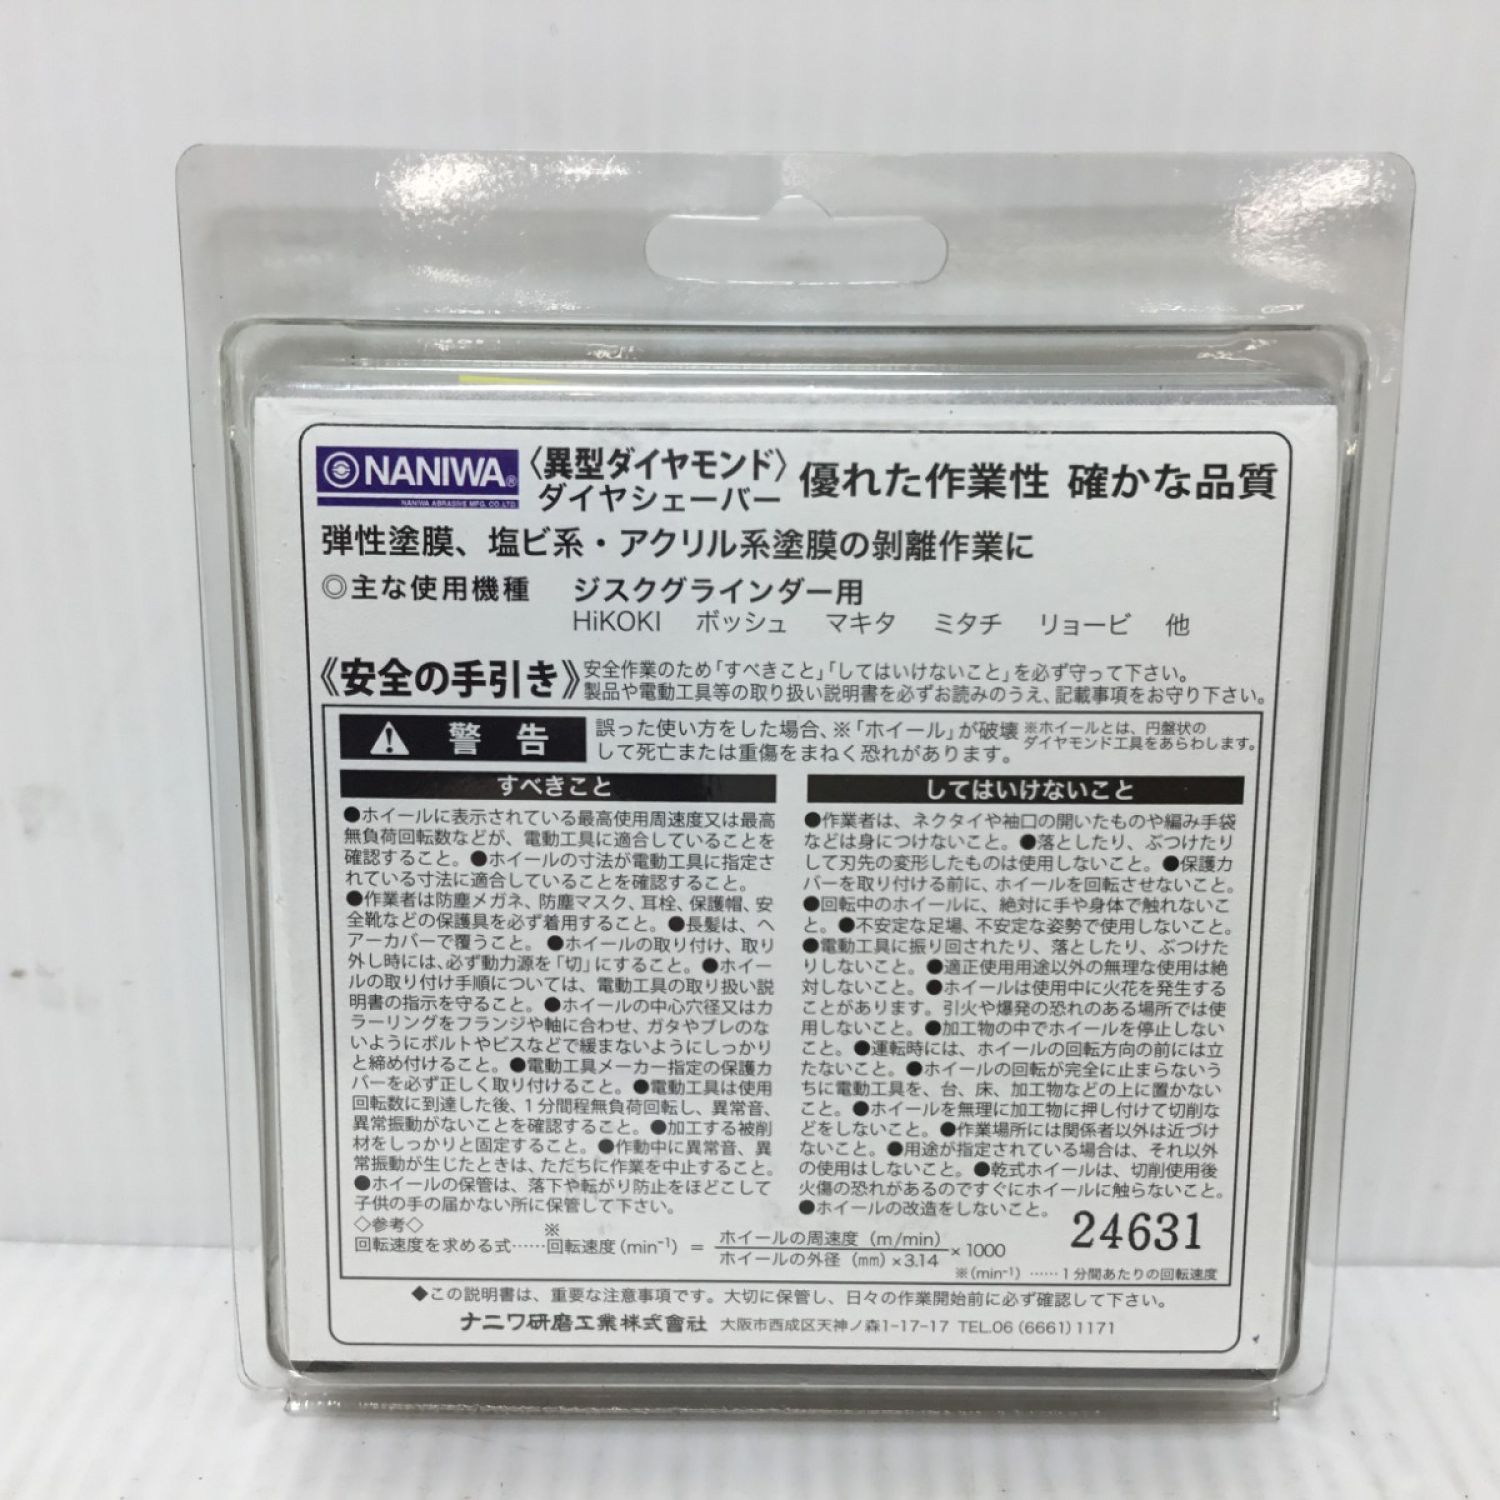 NANIWA®
NANIWA ABRASIVE MFG. CO.,LTD.
〈異型ダイヤモンド〉
ダイヤシェーバー
優れた作業性 確かな品質
弾性塗膜、塩ビ系・アクリル系塗膜の剝離作業に
◎主な使用機種 ジスクグラインダー用
HiKOKI ボッシュ マキタ ミタチ リョービ 他
《安全の手引き》
安全作業のため「すべきこと」「してはいけないこと」を必ず守って下さい。
製品や電動工具等の取り扱い説明書を必ずお読みのうえ、記載事項をお守り下さい。
警告
誤った使い方をした場合、※「ホイール」が破壊
して死亡または重傷をまねく恐れがあります。
※ホイールとは、円盤状の
ダイヤモンド工具をあらわします。
すべきこと
●ホイールに表示されている最高使用周速度又は最高
無負荷回転数などが、電動工具に適合していることを
確認すること。●ホイールの寸法が電動工具に指定さ
れている寸法に適合していることを確認すること。
●作業者は防塵メガネ、防塵マスク、耳栓、保護帽、安
全靴などの保護具を必ず着用すること。●長髪は、ヘ
アーカバーで覆うこと。●ホイールの取り付け、取り
外し時には、必ず動力源を「切」にすること。●ホイー
ルの取り付け手順については、電動工具の取り扱い説
明書の指示を守ること。●ホイールの中心穴径又はカ
ラーリングをフランジや軸に合わせ、ガタやブレのな
いようにボルトやビスなどで緩まないようにしっかり
と締め付けること。●電動工具メーカー指定の保護カ
バーを必ず正しく取り付けること。●電動工具は使用
回転数に到達した後、1分間程無負荷回転し、異常音、
異常振動がないことを確認すること。●加工する被削
材をしっかりと固定すること。●作動中に異常音、異
常振動が生じたときは、ただちに作業を中止すること。
●ホイールの保管は、落下や転がり防止をほどこして
子供の手の届かない所に保管して下さい。
してはいけないこと
●作業者は、ネクタイや袖口の開いたものや編み手袋
などは身につけないこと。●落としたり、ぶつけたり
して刃先の変形したものは使用しないこと。●保護カ
バーを取り付ける前に、ホイールを回転させないこと。
●回転中のホイールに、絶対に手や身体で触れないこ
と。●不安定な足場、不安定な姿勢で使用しないこと。
●電動工具に振り回されたり、落としたり、ぶつけた
りしないこと。●適正使用用途以外の無理な使用は絶
対しないこと。●ホイールは使用中に火花を発生する
ことがあります。引火や爆発の恐れのある場所では使
用しないこと。●加工物の中でホイールを停止しない
こと。●運転時には、ホイールの回転方向の前には立
たないこと。●ホイールの回転が完全に止まらないう
ちに電動工具を、台、床、加工物などの上に置かない
こと。●ホイールを無理に加工物に押し付けて切削な
どをしないこと。●作業場所には関係者以外は近づけ
ないこと。●用途が指定されている場合は、それ以外
の使用はしないこと。●乾式ホイールは、切削使用後
火傷の恐れがあるのですぐにホイールに触らないこと。
●ホイールの改造をしないこと。
24631
◇参考◇
回転速度を求める式……※回転速度(min⁻¹) = ホイールの周速度(m/min) / ホイールの外径(mm)×3.14 ×1000
※(min⁻¹)……1分間あたりの回転速度
◆この説明書は、重要な注意事項です。大切に保管し、日々の作業開始前に必ず確認して下さい。
ナニワ研磨工業株式會社 大阪市西成区天神ノ森1-17-17 TEL.06(6661)1171